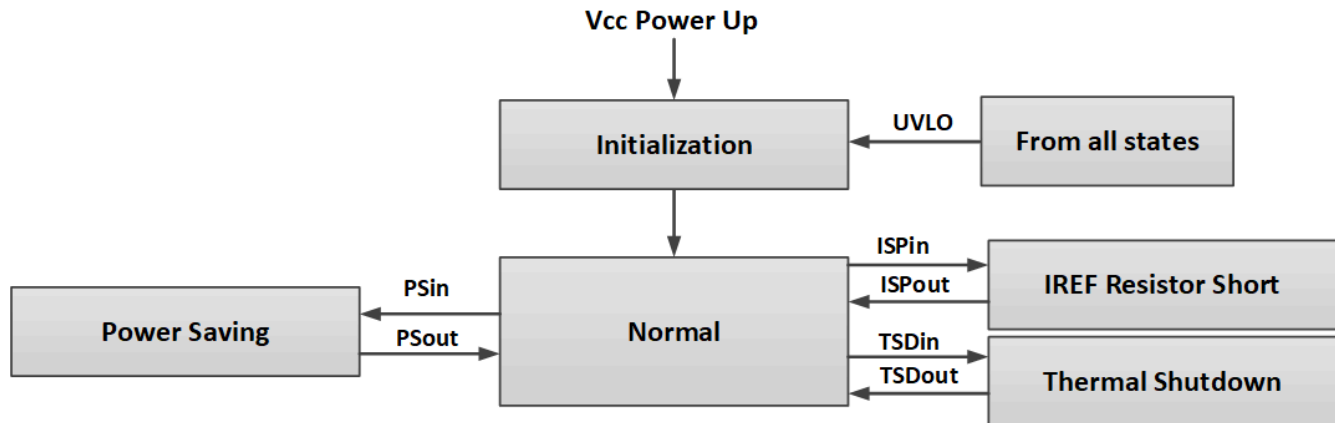 Vcc Power Up
Initialization
UVLO
From all states
ISPin
ISPout
IREF Resistor Short
PSin
PSout
Power Saving
Normal
TSDin
TSDout
Thermal Shutdown